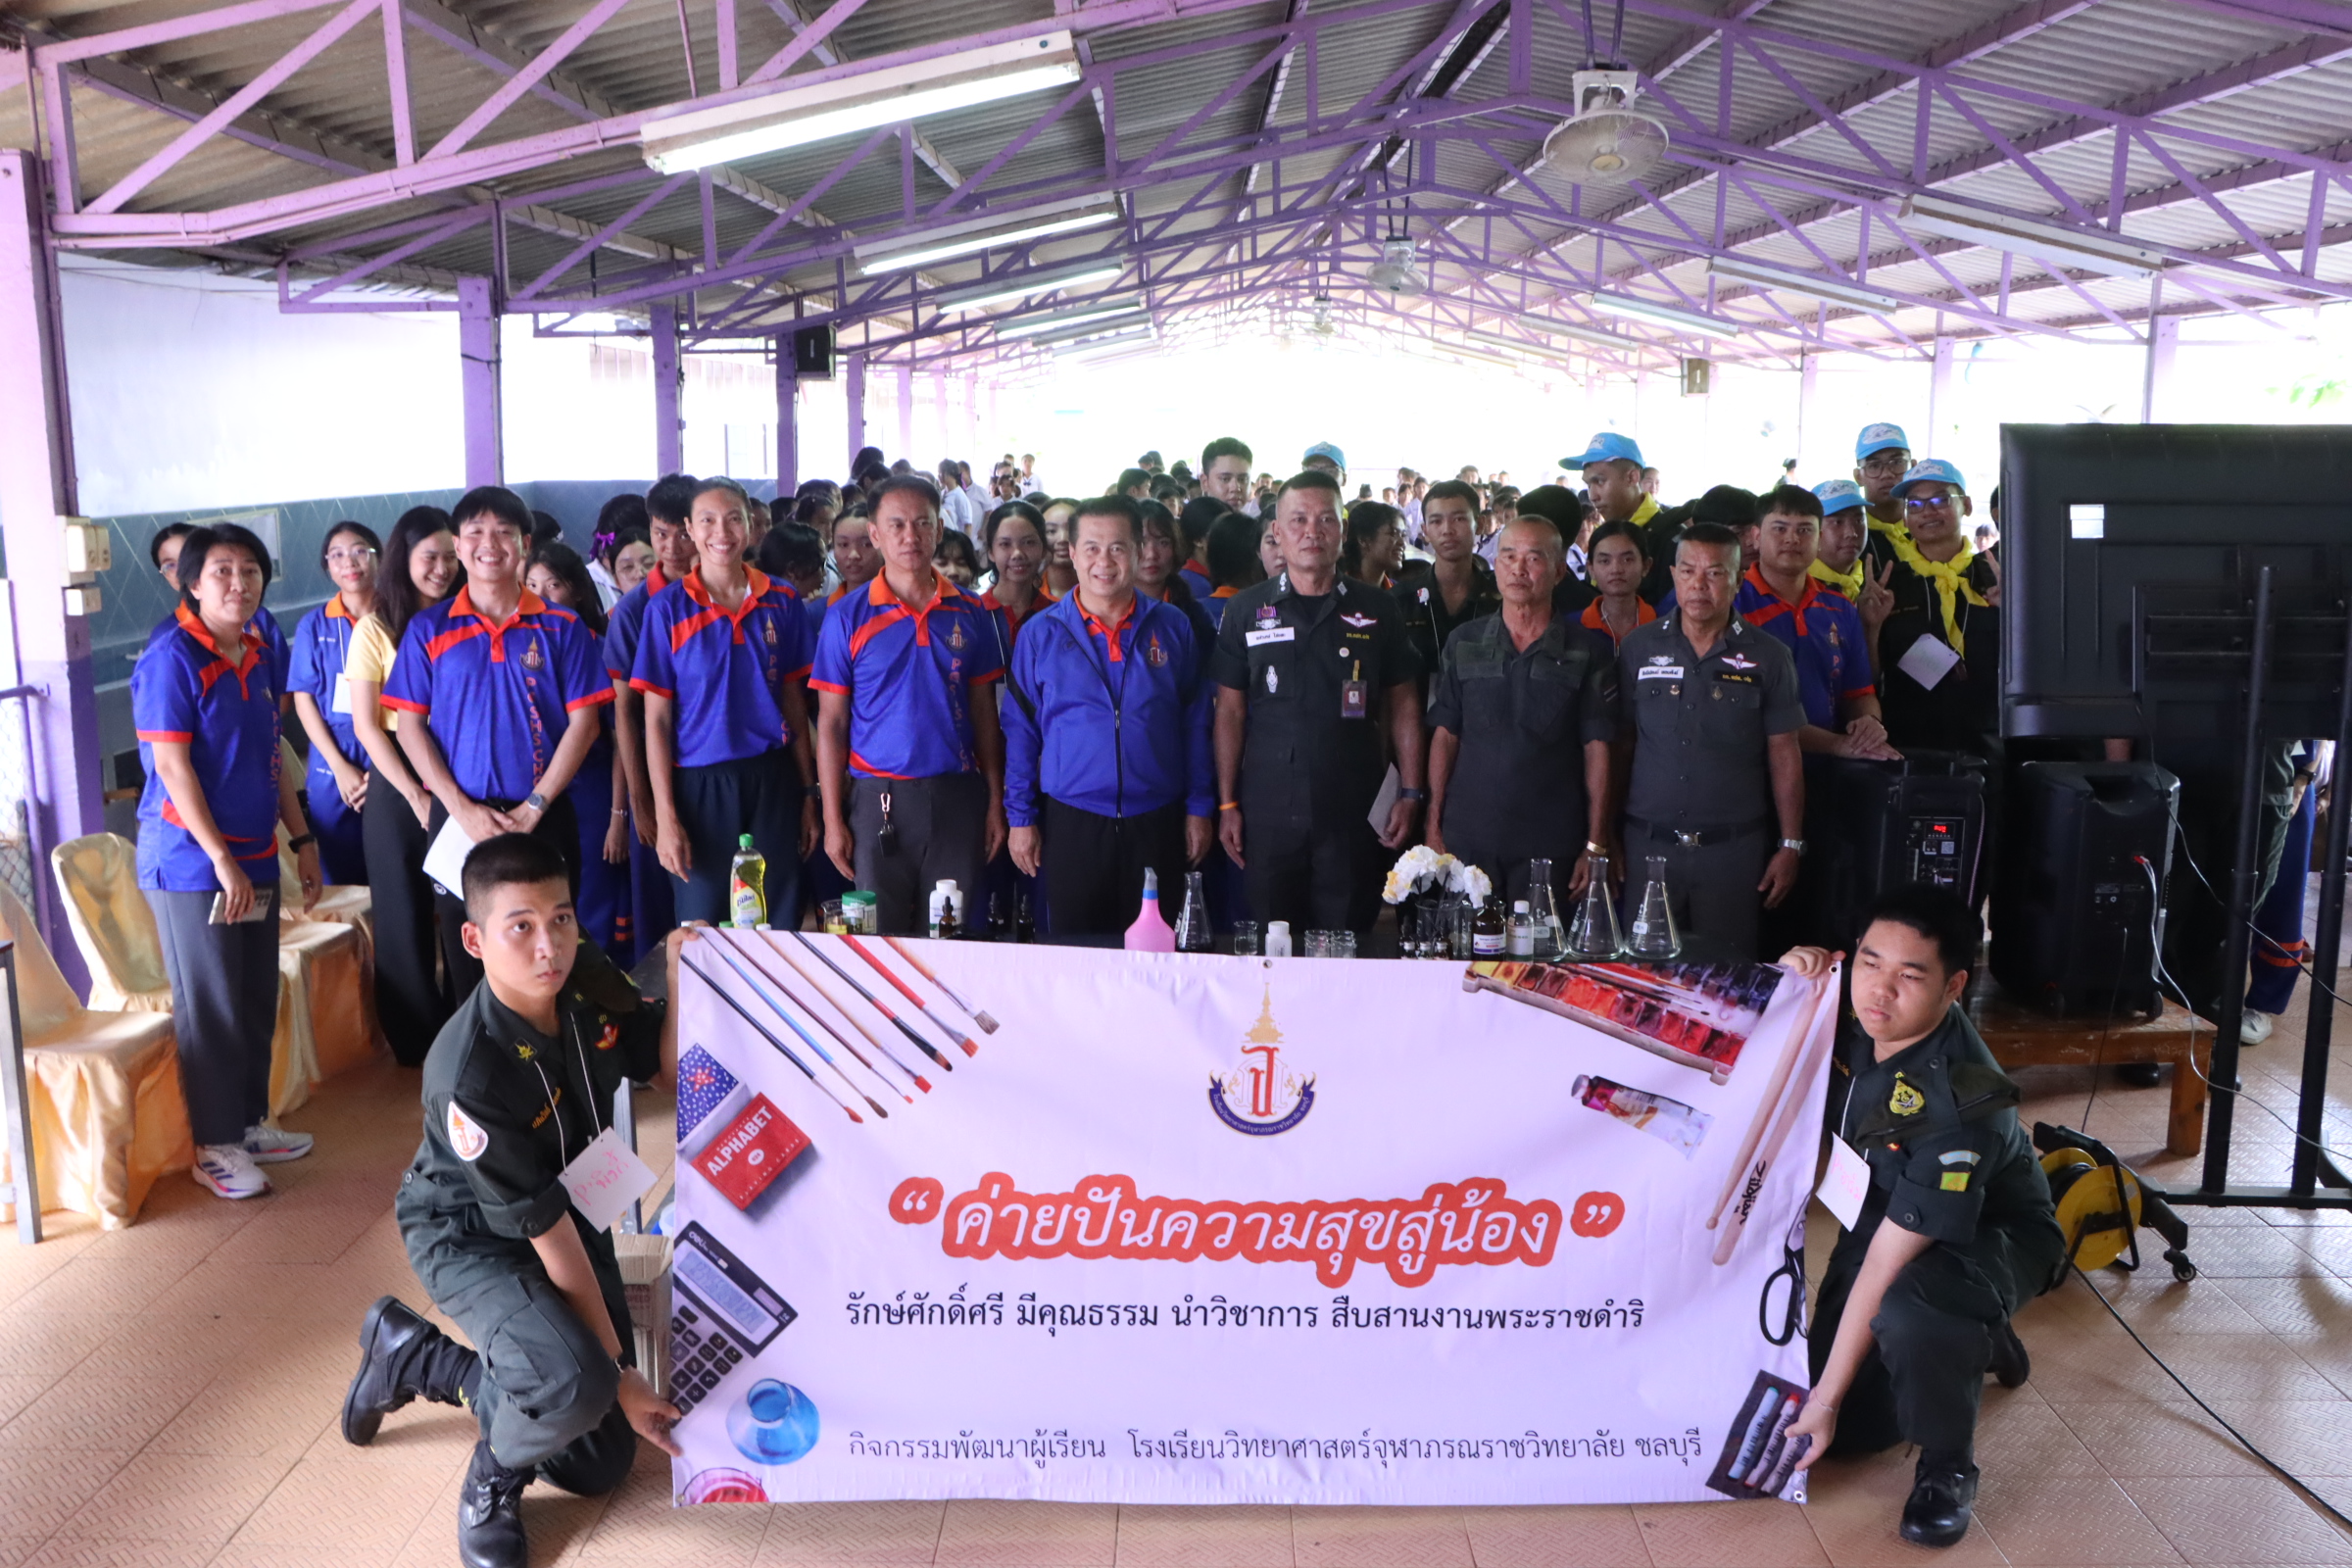 “ ค่ายปันความสุขสู่น้อง ”
รักษ์ศักดิ์ศรี มีคุณธรรม นำวิชาการ สืบสานงานพระราชดำริ
กิจกรรมพัฒนาผู้เรียน โรงเรียนวิทยาศาสตร์จุฬาภรณราชวิทยาลัย ชลบุรี
ALPHABET